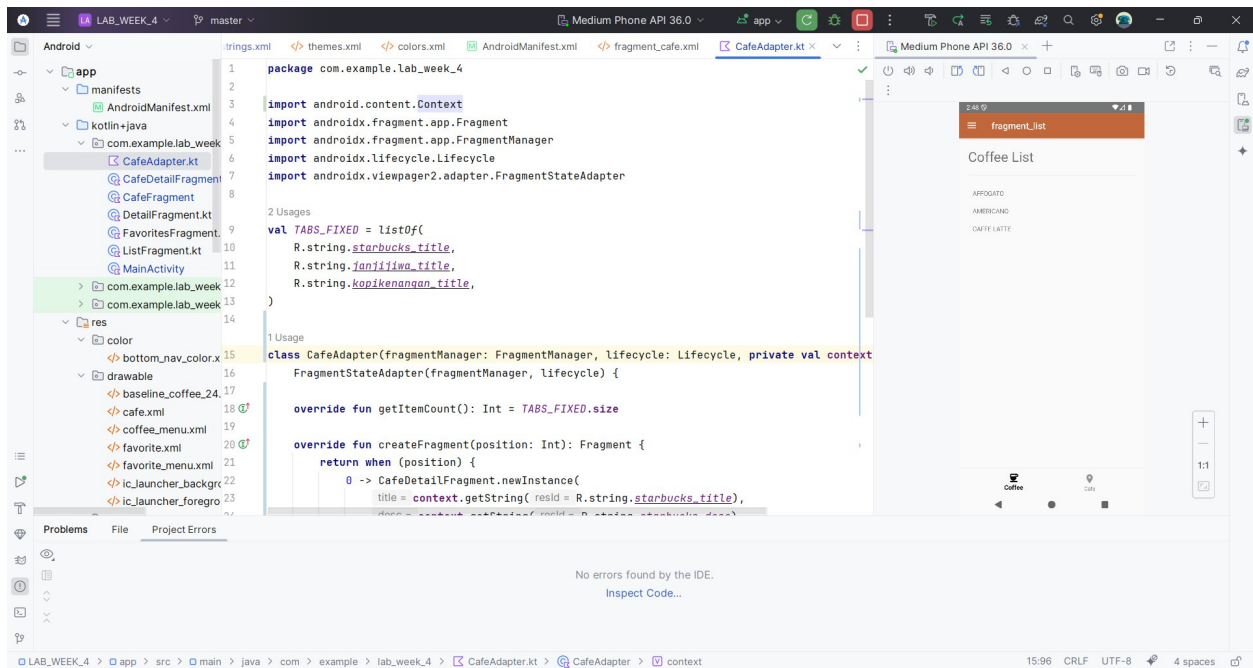 LA LAB_WEEK_4 master Medium Phone API 36.0 app
Android
trings.xml themes.xml colors.xml AndroidManifest.xml fragment_cafe.xml CafeAdapter.kt Medium Phone API 36.0
app
manifests
AndroidManifest.xml
kotlin+java
com.example.lab_week
CafeAdapter.kt
CafeDetailFragment
CafeFragment
DetailFragment.kt
FavoritesFragment.
ListFragment.kt
MainActivity
com.example.lab_week
com.example.lab_week
res
color
bottom_nav_color.x
drawable
baseline_coffee_24.
cafe.xml
coffee_menu.xml
favorite.xml
favorite_menu.xml
ic_launcher_backgro
ic_launcher_foregro
1 package com.example.lab_week_4
2
3 import android.content.Context
4 import androidx.fragment.app.Fragment
5 import androidx.fragment.app.FragmentManager
6 import androidx.lifecycle.Lifecycle
7 import androidx.viewpager2.adapter.FragmentStateAdapter
8
2 Usages
9 val TABS_FIXED = listOf(
10 R.string.starbucks_title,
11 R.string.janjijiwa_title,
12 R.string.kopikenangan_title,
13 )
14
1 Usage
15 class CafeAdapter(fragmentManager: FragmentManager, lifecycle: Lifecycle, private val context
16 FragmentStateAdapter(fragmentManager, lifecycle) {
17
18 override fun getItemCount(): Int = TABS_FIXED.size
19
20 override fun createFragment(position: Int): Fragment {
21 return when (position) {
22 0 -> CafeDetailFragment.newInstance(
23 title = context.getString( resId = R.string.starbucks_title),
24 desc = context.getString( resId = R.string.starbucks_desc)
2:48
fragment_list
Coffee List
AFFOGATO
AMERICANO
CAFFE LATTE
Coffee Cafe
1:1
Problems File Project Errors
No errors found by the IDE.
Inspect Code...
LAB_WEEK_4 > app > src > main > java > com > example > lab_week_4 > CafeAdapter.kt > CafeAdapter > context 15:96 CRLF UTF-8 4 spaces